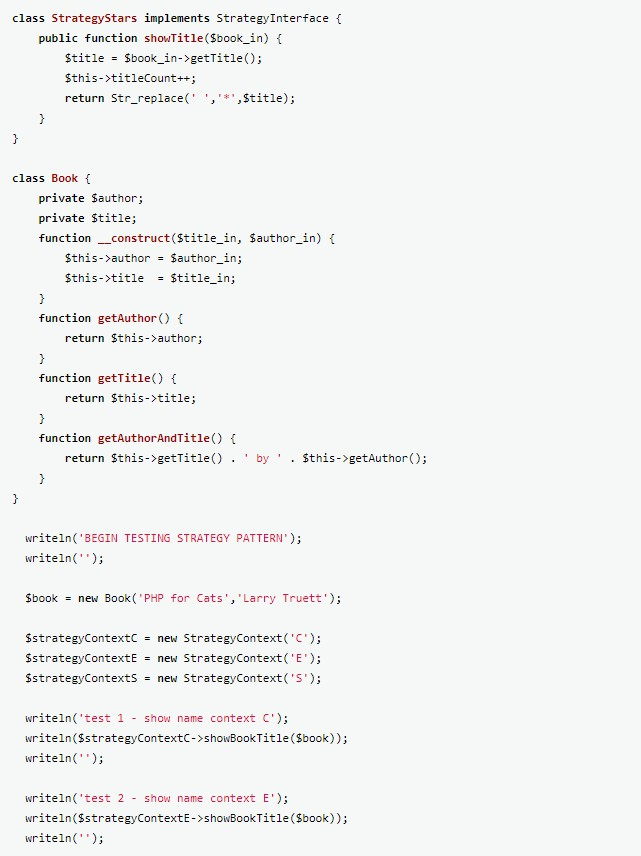 class StrategyStars implements StrategyInterface {
    public function showTitle($book_in) {
        $title = $book_in->getTitle();
        $this->titleCount++;
        return Str_replace(' ','*',$title);
    }
}

class Book {
    private $author;
    private $title;
    function __construct($title_in, $author_in) {
        $this->author = $author_in;
        $this->title  = $title_in;
    }
    function getAuthor() {
        return $this->author;
    }
    function getTitle() {
        return $this->title;
    }
    function getAuthorAndTitle() {
        return $this->getTitle() . ' by ' . $this->getAuthor();
    }
}

  writeln('BEGIN TESTING STRATEGY PATTERN');
  writeln('');

  $book = new Book('PHP for Cats','Larry Truett');

  $strategyContextC = new StrategyContext('C');
  $strategyContextE = new StrategyContext('E');
  $strategyContextS = new StrategyContext('S');

  writeln('test 1 - show name context C');
  writeln($strategyContextC->showBookTitle($book));
  writeln('');

  writeln('test 2 - show name context E');
  writeln($strategyContextE->showBookTitle($book));
  writeln('');